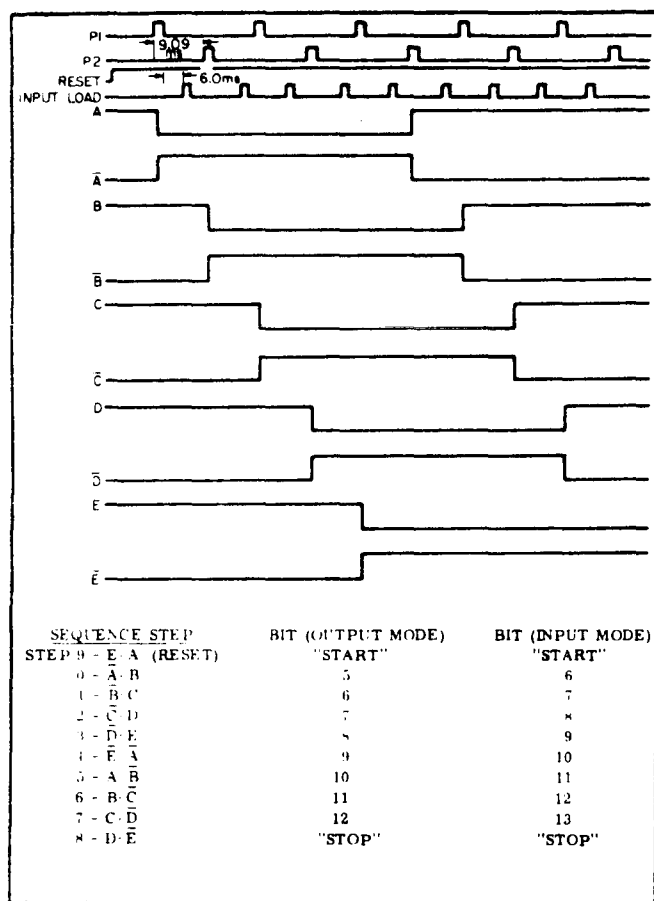 P1
9.09
ms
P2
RESET
6.0ms
INPUT LOAD
A
Ā
B
B̄
C
C̄
D
D̄
E
Ē
SEQUENCE STEP BIT (OUTPUT MODE) BIT (INPUT MODE)
STEP 9 - E·A (RESET) "START" "START"
0 - Ā·B 5 6
1 - B̄·C 6 7
2 - C̄·D 7 8
3 - D̄·E 8 9
4 - Ē·Ā 9 10
5 - A·B̄ 10 11
6 - B·C̄ 11 12
7 - C·D̄ 12 13
8 - D·Ē "STOP" "STOP"